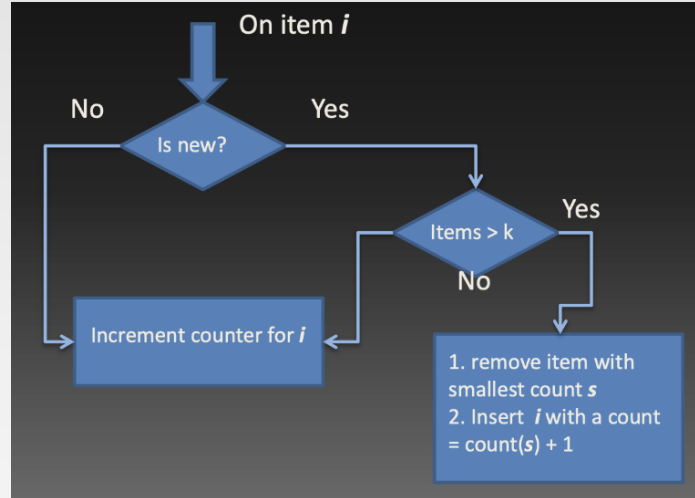 On item i
No
Yes
Is new?
Yes
Items > k
No
Increment counter for i
1. remove item with
smallest count s
2. Insert i with a count
= count(s) + 1